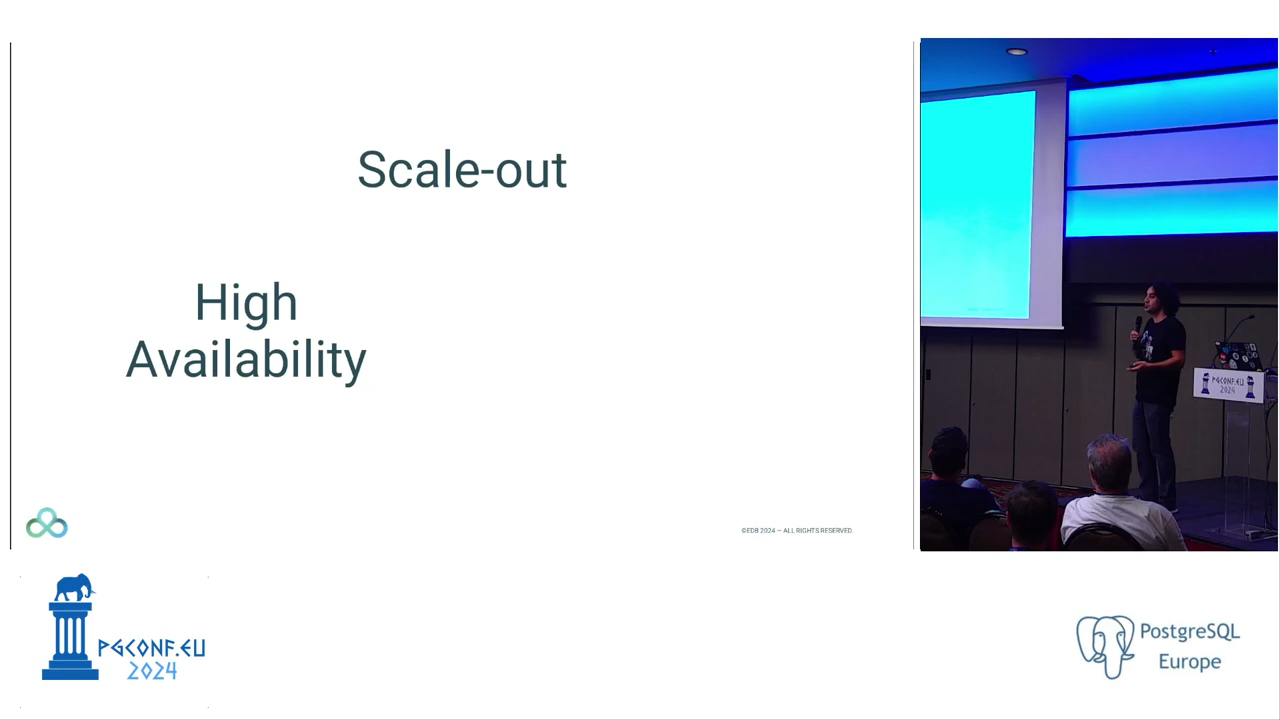 Scale-out
High
Availability
©EDB 2024 — ALL RIGHTS RESERVED.
PGCONF.EU
2024
PGCONF.EU
2024
PostgreSQL
Europe